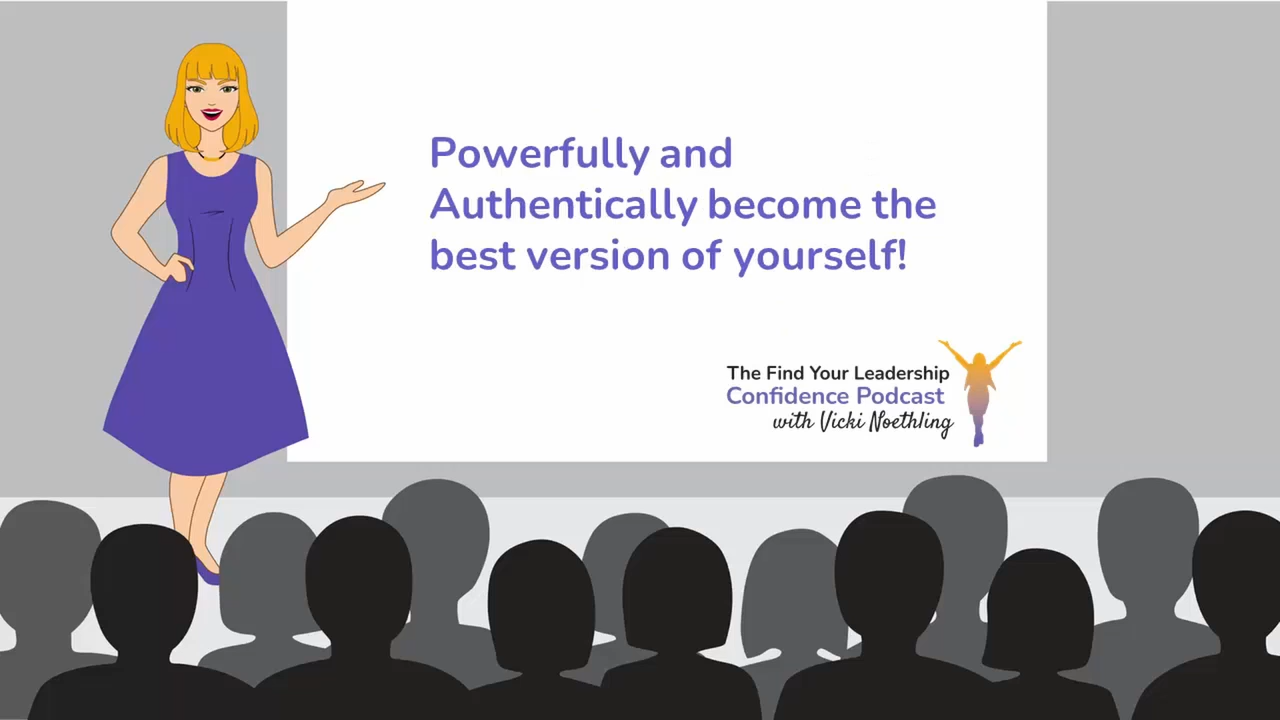 Powerfully and
Authentically become the
best version of yourself!
The Find Your Leadership
Confidence Podcast
with Vicki Noethling